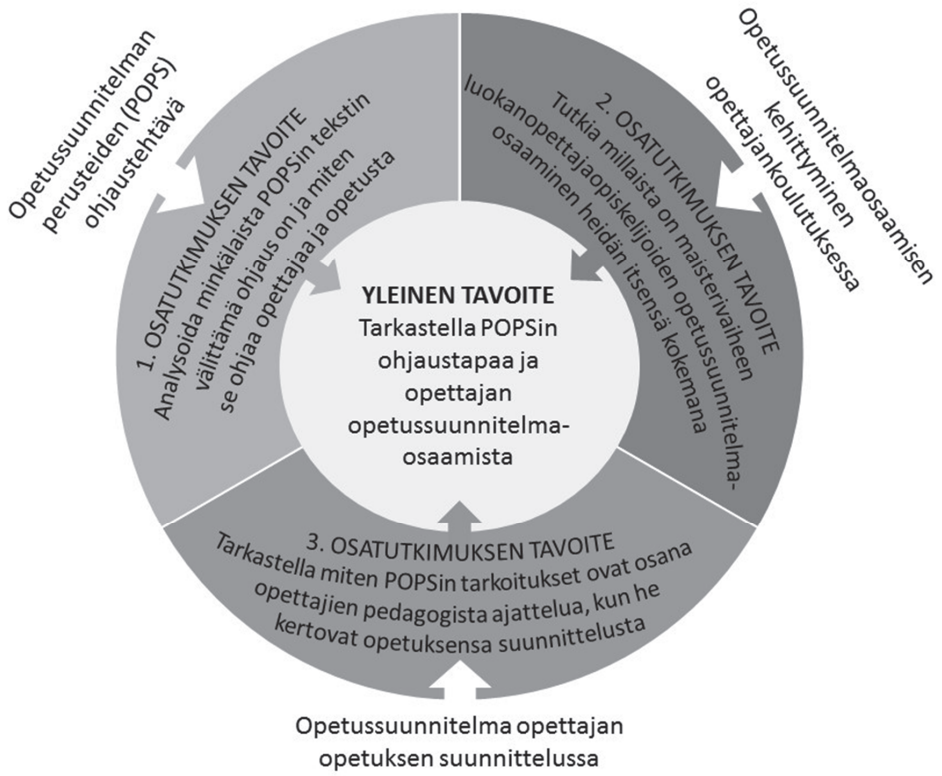 Opetussuunnitelman
perusteiden (POPS)
ohjaustehtävä
1. OSATUTKIMUKSEN TAVOITE
Analysoida minkälaista POPSin tekstin
välittämä ohjaus on ja miten
se ohjaa opettajaa ja opetusta
Opetussuunnitelmaosaamisen
kehittyminen
opettajankoulutuksessa
2. OSATUTKIMUKSEN TAVOITE
Tutkia millaista on maisterivaiheen
luokanopettajaopiskelijoiden opetussuunnitelma-
osaaminen heidän itsensä kokemana
YLEINEN TAVOITE
Tarkastella POPSin
ohjaustapaa ja
opettajan
opetussuunnitelma-
osaamista
3. OSATUTKIMUKSEN TAVOITE
Tarkastella miten POPSin tarkoitukset ovat osana
opettajien pedagogista ajattelua, kun he
kertovat opetuksensa suunnittelusta
Opetussuunnitelma opettajan
opetuksen suunnittelussa